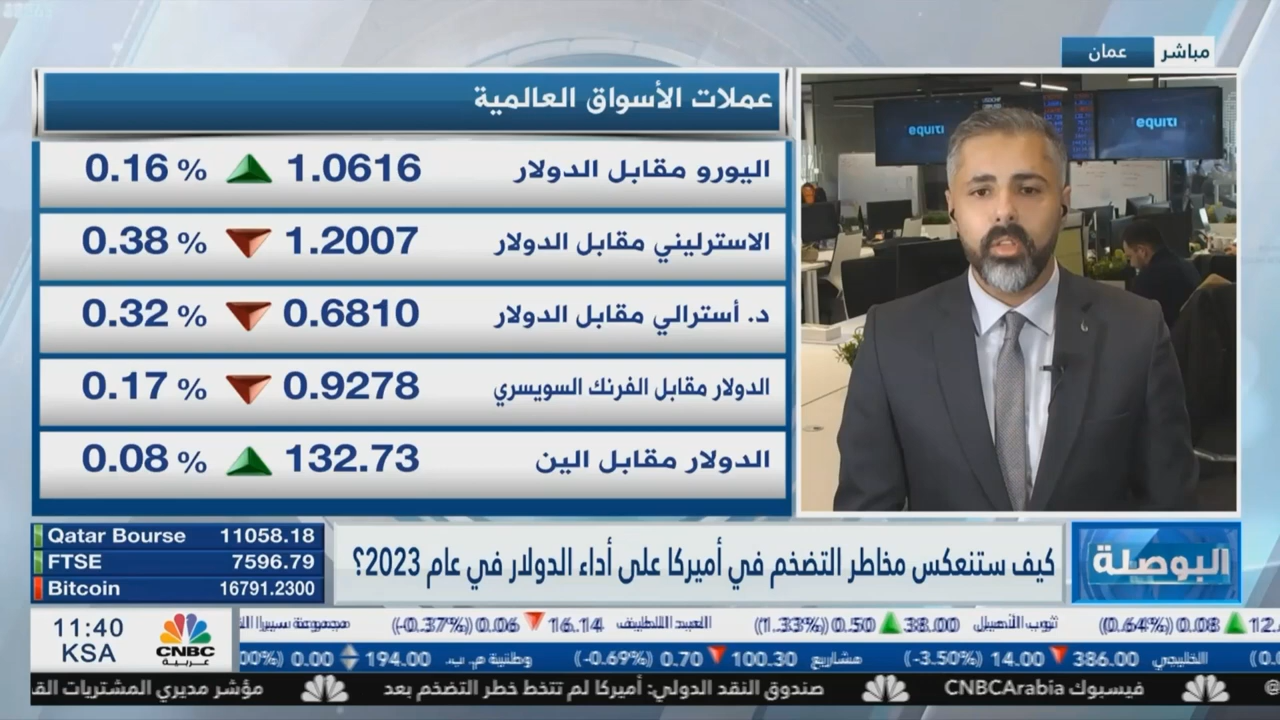 مباشر عمان
عملات الأسواق العالمية
اليورو مقابل الدولار 1.0616 0.16 %
الاسترليني مقابل الدولار 1.2007 0.38 %
د. أسترالي مقابل الدولار 0.6810 0.32 %
الدولار مقابل الفرنك السويسري 0.9278 0.17 %
الدولار مقابل الين 132.73 0.08 %
equiti
equiti
البوصلة
كيف ستنعكس مخاطر التضخم في أميركا على أداء الدولار في عام 2023؟
Qatar Bourse 11058.18
FTSE 7596.79
Bitcoin 16791.2300
11:40
KSA
CNBC
عربية
0.08 (0.64%) ثوب الأصيل 38.00 0.50 (1.33%) العبد اللطيف 16.14 0.06 (-0.37%) مجموعة سيرا
الخليجي 386.00 14.00 (-3.50%) مشاريع 100.30 0.70 (-0.69%) وطنية م. ب. 194.00 0.00
فيسبوك CNBCArabia صندوق النقد الدولي: أميركا لم تتخط خطر التضخم بعد مؤشر مديري المشتريات